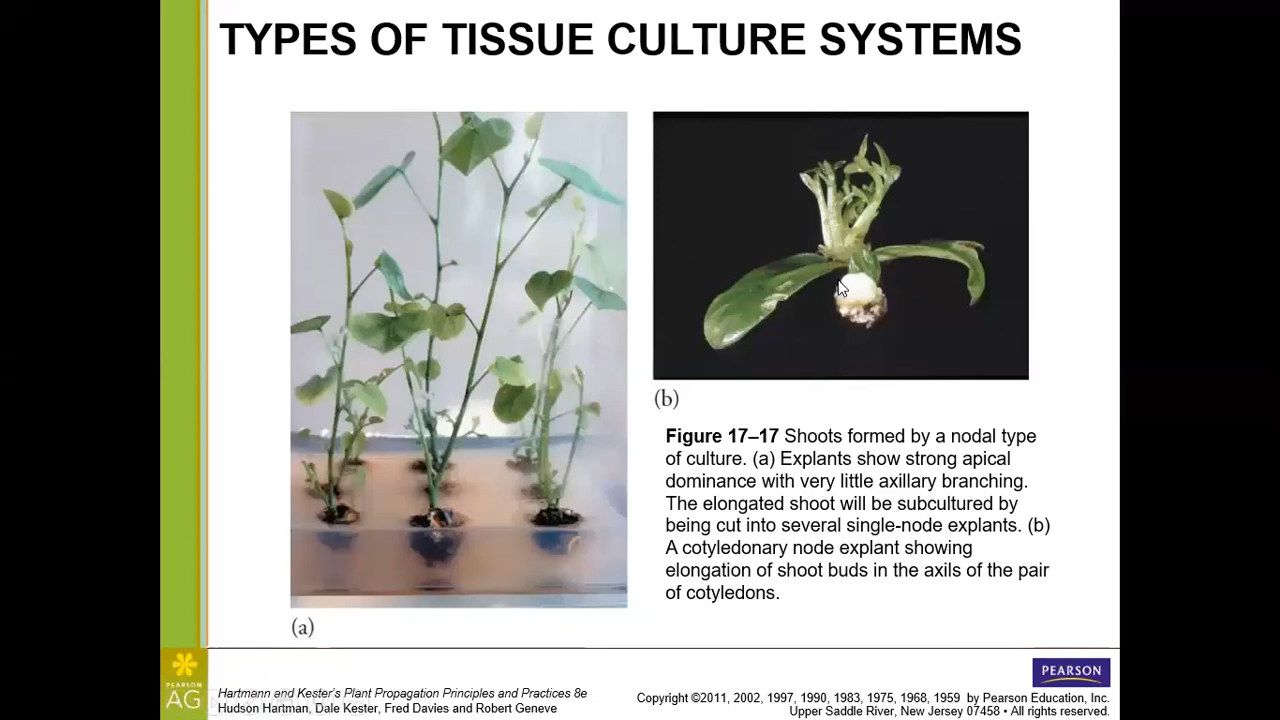 TYPES OF TISSUE CULTURE SYSTEMS
(a)
(b)
Figure 17–17 Shoots formed by a nodal type
of culture. (a) Explants show strong apical
dominance with very little axillary branching.
The elongated shoot will be subcultured by
being cut into several single-node explants. (b)
A cotyledonary node explant showing
elongation of shoot buds in the axils of the pair
of cotyledons.
PEARSON
AG
Hartmann and Kester's Plant Propagation Principles and Practices 8e
Hudson Hartman, Dale Kester, Fred Davies and Robert Geneve
PEARSON
Copyright ©2011, 2002, 1997, 1990, 1983, 1975, 1968, 1959 by Pearson Education, Inc.
Upper Saddle River, New Jersey 07458 • All rights reserved.